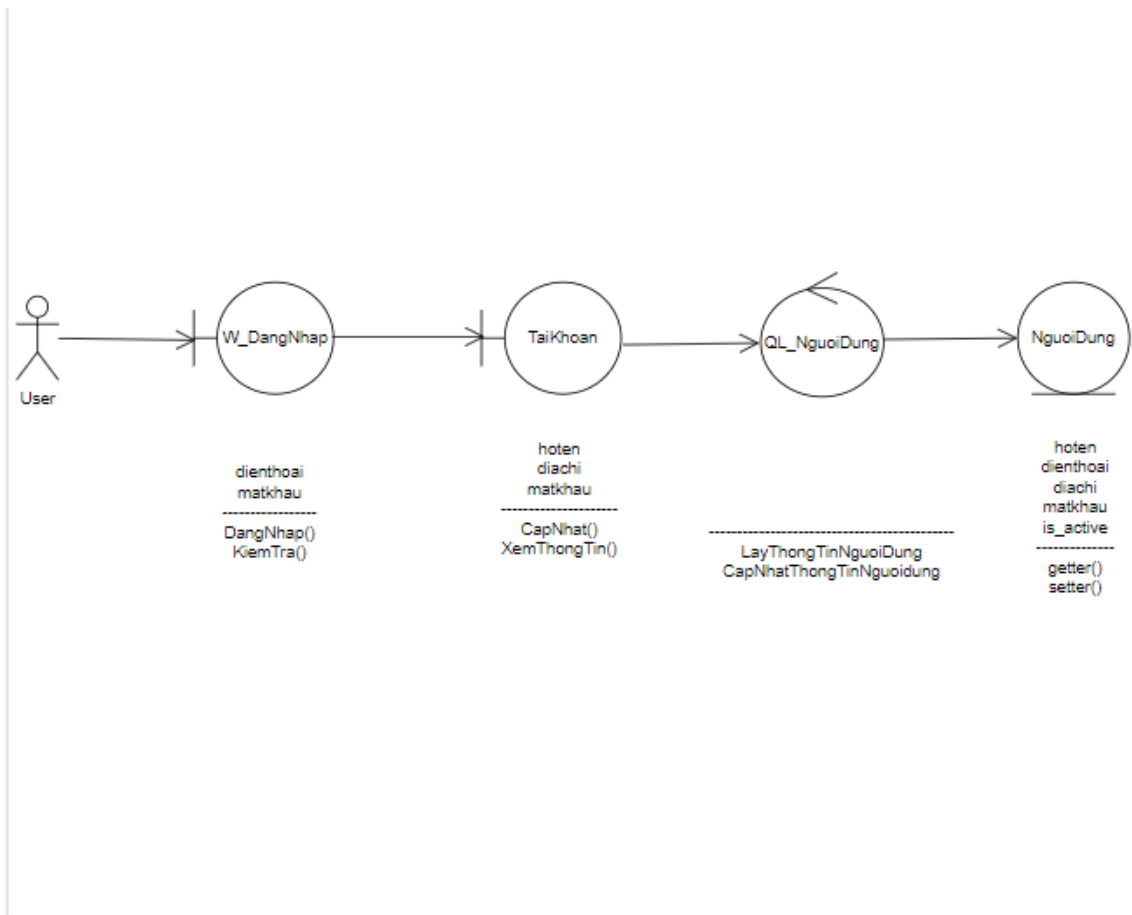 User
W_DangNhap
dienthoai
matkhau
-----------------
DangNhap()
KiemTra()
TaiKhoan
hoten
diachi
matkhau
---------------------
CapNhat()
XemThongTin()
QL_NguoiDung
--------------------------------------------
LayThongTinNguoiDung
CapNhatThongTinNguoidung
NguoiDung
hoten
dienthoai
diachi
matkhau
is_active
--------------
getter()
setter()